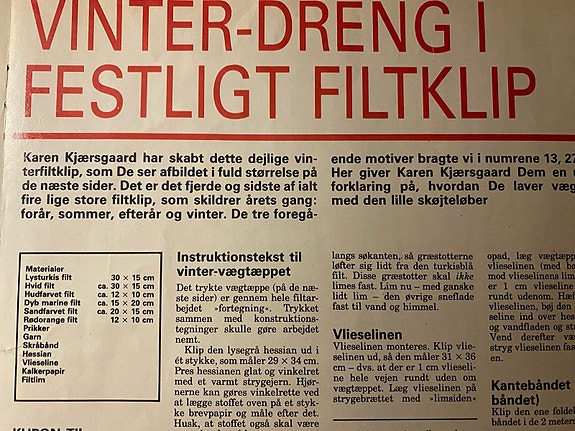 VINTER-DRENG I
FESTLIGT FILTKLIP
Karen Kjærsgaard har skabt dette dejlige vin-
terfiltklip, som De ser afbildet i fuld størrelse på
de næste sider. Det er det fjerde og sidste af ialt
fire lige store filtklip, som skildrer årets gang:
forår, sommer, efterår og vinter. De tre foregå-
ende motiver bragte vi i numrene 13, 27
Her giver Karen Kjærsgaard Dem en u
forklaring på, hvordan De laver væg
med den lille skøjteløber
Materialer
Lysturkis filt 30 × 15 cm
Hvid filt ca. 30 × 15 cm
Hudfarvet filt ca. 12 × 10 cm
Dyb marine filt ca. 15 × 20 cm
Sandfarvet filt ca. 20 × 15 cm
Rødorange filt 12 × 10 cm
Prikker
Garn
Skråbånd
Hessian
Vlieseline
Kalkerpapir
Filtlim
Instruktionstekst til
vinter-vægtæppet
Det trykte vægtæppe (på de næ-
ste sider) er gennem hele filtar-
bejdet »fortegning«. Trykket
sammen med konstruktions-
tegninger skulle gøre arbejdet
nemt.
Klip den lysegrå hessian ud i
ét stykke, som måler 29 × 34 cm.
Pres hessianen glat og vinkelret
med et varmt strygejern. Hjør-
nerne kan gøres vinkelrette ved
at lægge stoffet oven på et styk-
ke brevpapir og måle efter det.
Husk, at stoffet også skal være
langs søkanten, så græstotterne
løfter sig lidt fra den turkisblå
filt. Disse græstotter skal ikke
limes fast. Lim nu – med ganske
lidt lim – den øvrige sneflade
fast til vand og himmel.
Vlieselinen
Vlieselinen monteres. Klip vlie-
selinen ud, så den måler 31 × 36
cm – dvs. at der er 1 cm vlieseli-
ne hele vejen rundt uden om
vægtæppet. Læg vlieselinen på
strygebrættet med »limsiden«
opad, læg vægtæpp
vlieselinen (med ba
mod vlieselinens lim
er 1 cm vlieseline
rundt udenom. Hæf
vlieselinen, bøj den
seline ind over hess
og vandfladen og st
Vend derefter væ
stryg vlieselinen fas
en.
Kantebåndet
båndet)
Klip den ene foldek
båndet i de 2 meter